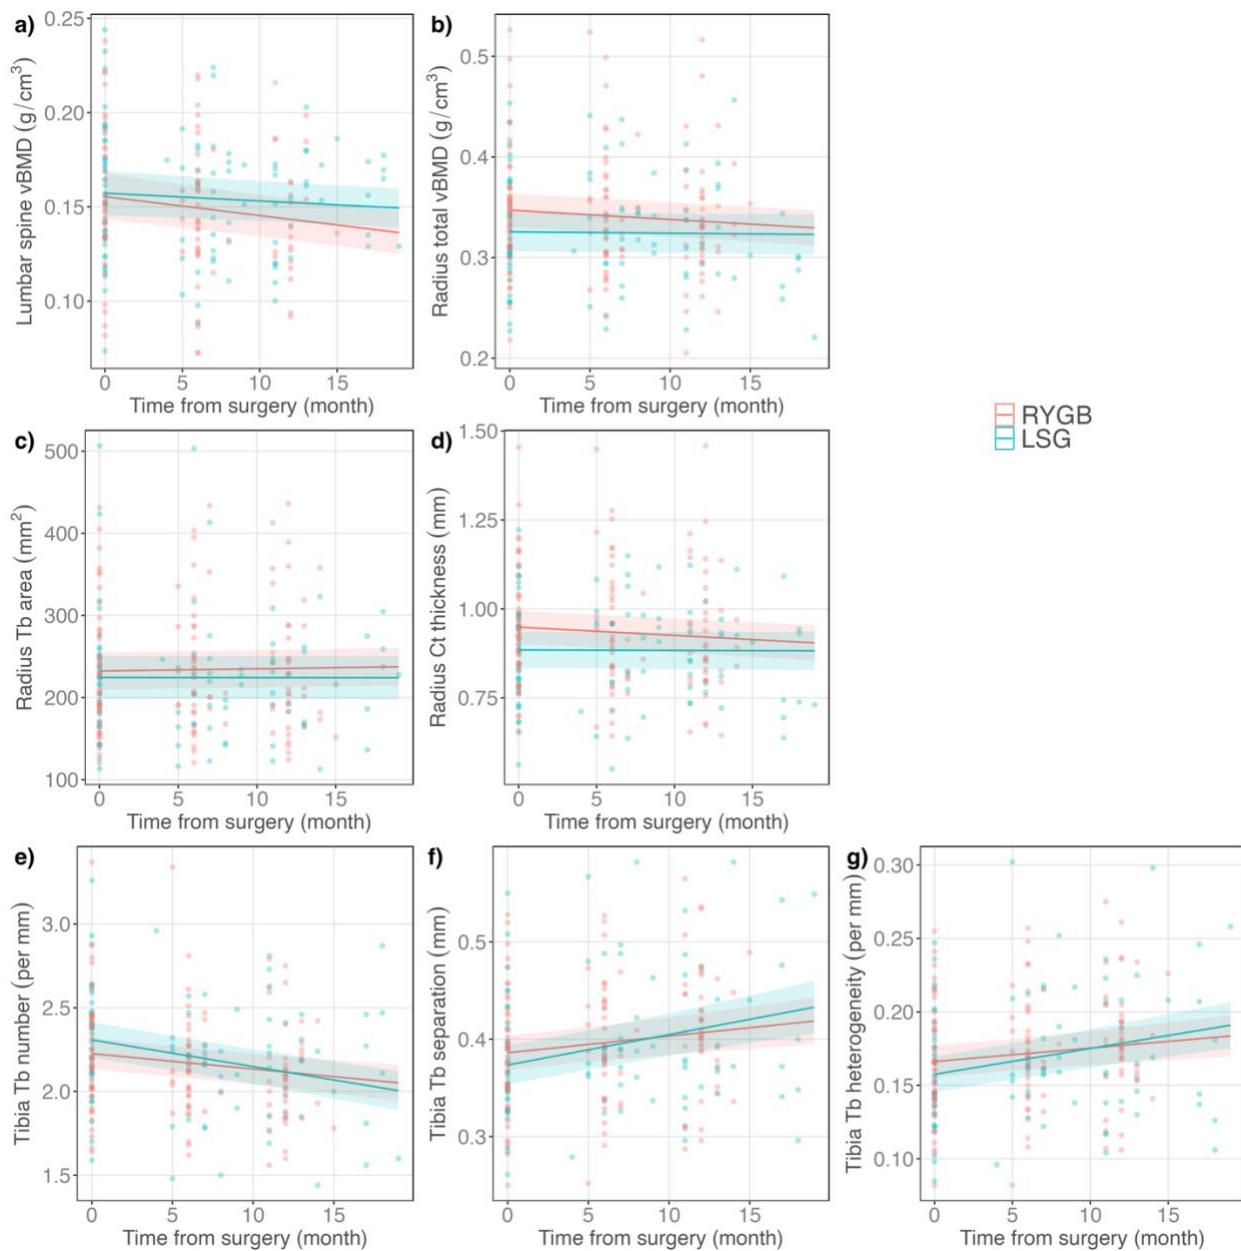 a)
Lumbar spine vBMD (g/cm³)
0.25
0.20
0.15
0.10
0
5
10
15
Time from surgery (month)
b)
Radius total vBMD (g/cm³)
0.5
0.4
0.3
0.2
0
5
10
15
Time from surgery (month)
RYGB
LSG
c)
Radius Tb area (mm²)
500
400
300
200
100
0
5
10
15
Time from surgery (month)
d)
Radius Ct thickness (mm)
1.50
1.25
1.00
0.75
0
5
10
15
Time from surgery (month)
e)
Tibia Tb number (per mm)
3.0
2.5
2.0
1.5
0
5
10
15
Time from surgery (month)
f)
Tibia Tb separation (mm)
0.5
0.4
0.3
0
5
10
15
Time from surgery (month)
g)
Tibia Tb heterogeneity (per mm)
0.30
0.25
0.20
0.15
0.10
0
5
10
15
Time from surgery (month)